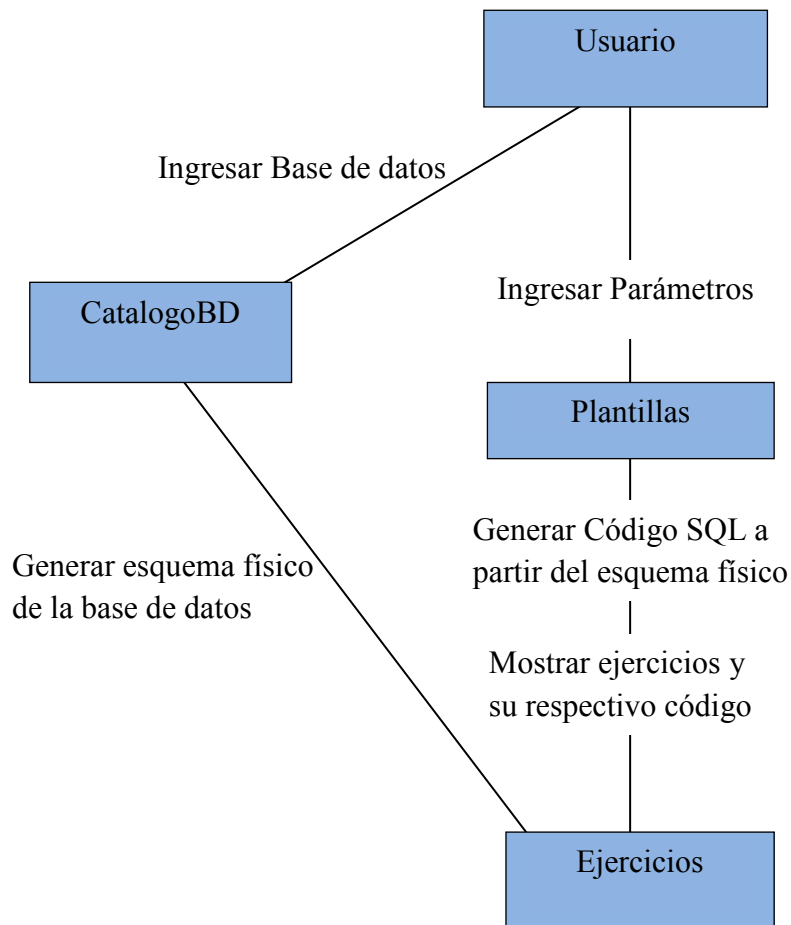 Usuario
Ingresar Base de datos
Ingresar Parámetros
CatalogoBD
Plantillas
Generar Código SQL a
partir del esquema físico
Generar esquema físico
de la base de datos
Mostrar ejercicios y
su respectivo código
Ejercicios